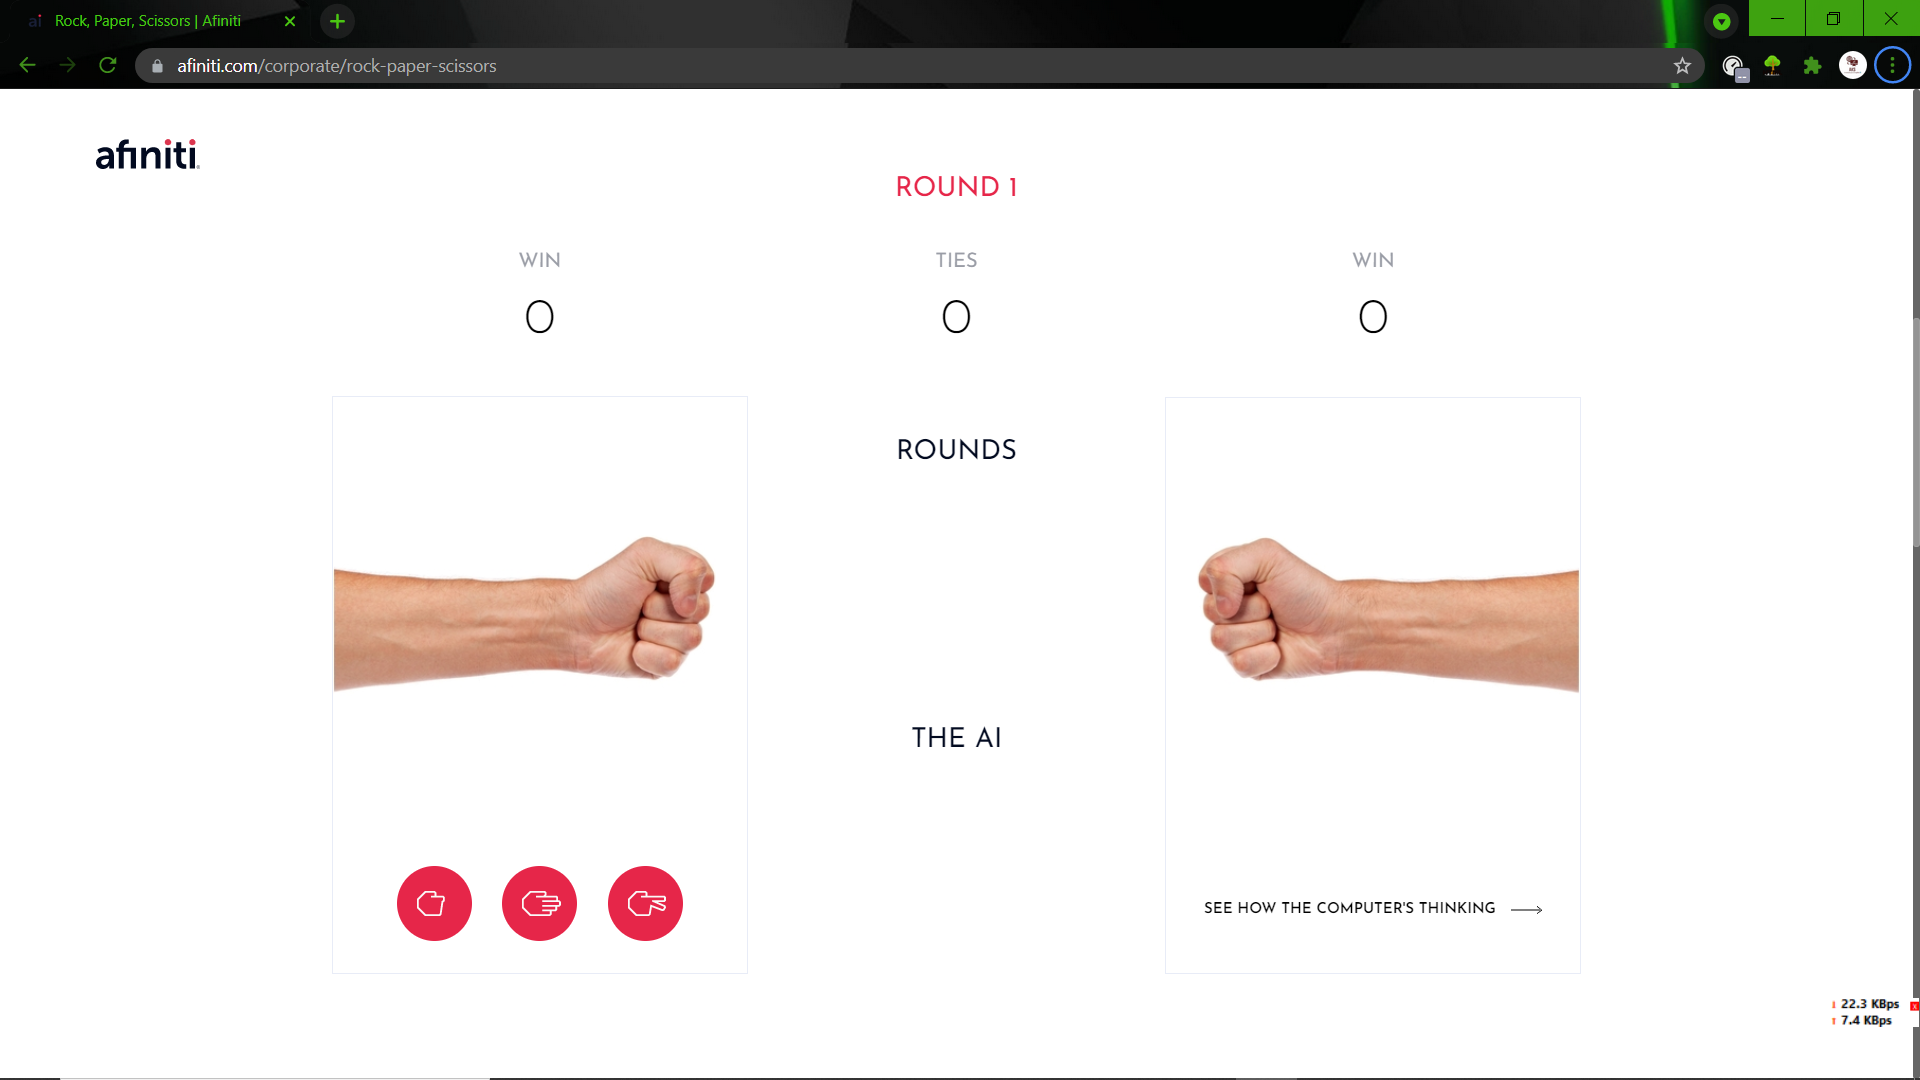 Rock, Paper, Scissors | Afiniti
afiniti.com/corporate/rock-paper-scissors
afiniti
ROUND 1
WIN
TIES
WIN
0
0
0
ROUNDS
THE AI
SEE HOW THE COMPUTER'S THINKING
22.3 KBps
7.4 KBps